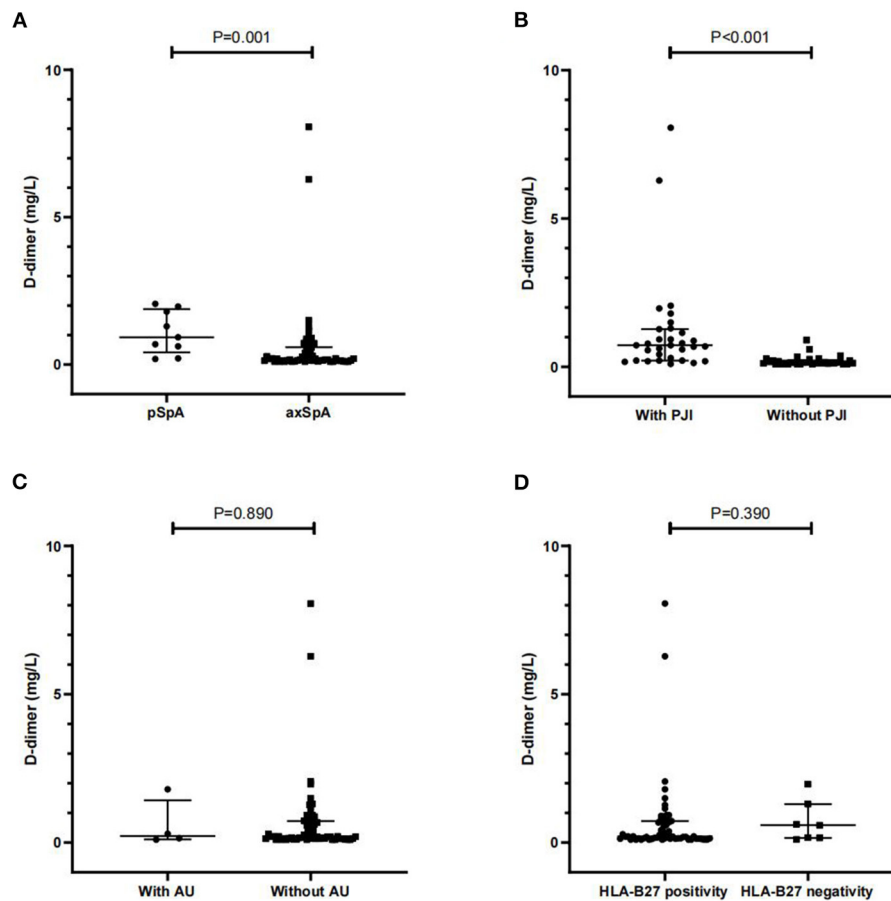 A
P=0.001
10
5
0
D-dimer (mg/L)
pSpA
axSpA
B
P<0.001
10
5
0
D-dimer (mg/L)
With PJI
Without PJI
C
P=0.890
10
5
0
D-dimer (mg/L)
With AU
Without AU
D
P=0.390
10
5
0
D-dimer (mg/L)
HLA-B27 positivity
HLA-B27 negativity